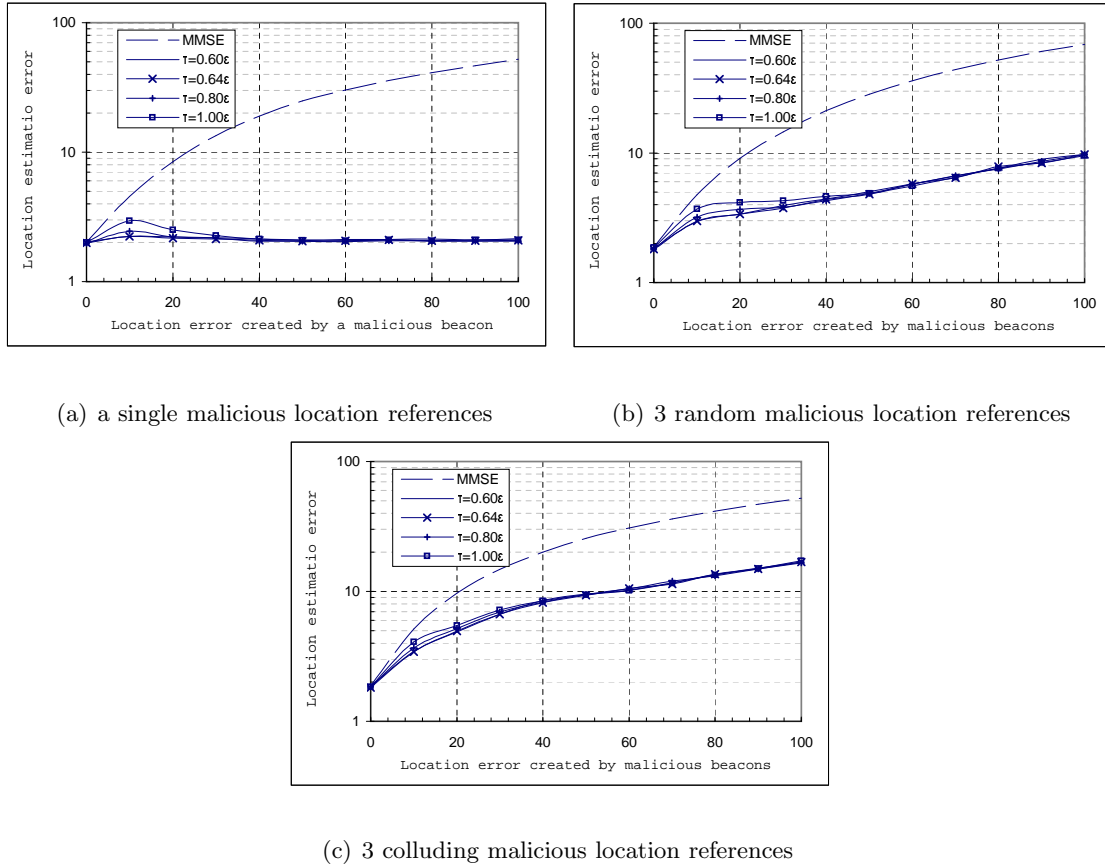 100
10
1
Location estimatio error
MMSE
τ=0.60ε
τ=0.64ε
τ=0.80ε
τ=1.00ε
0 20 40 60 80 100
Location error created by a malicious beacon
(a) a single malicious location references
100
10
1
Location estimatio error
MMSE
τ=0.60ε
τ=0.64ε
τ=0.80ε
τ=1.00ε
0 20 40 60 80 100
Location error created by malicious beacons
(b) 3 random malicious location references
100
10
1
Location estimatio error
MMSE
τ=0.60ε
τ=0.64ε
τ=0.80ε
τ=1.00ε
0 20 40 60 80 100
Location error created by malicious beacons
(c) 3 colluding malicious location references